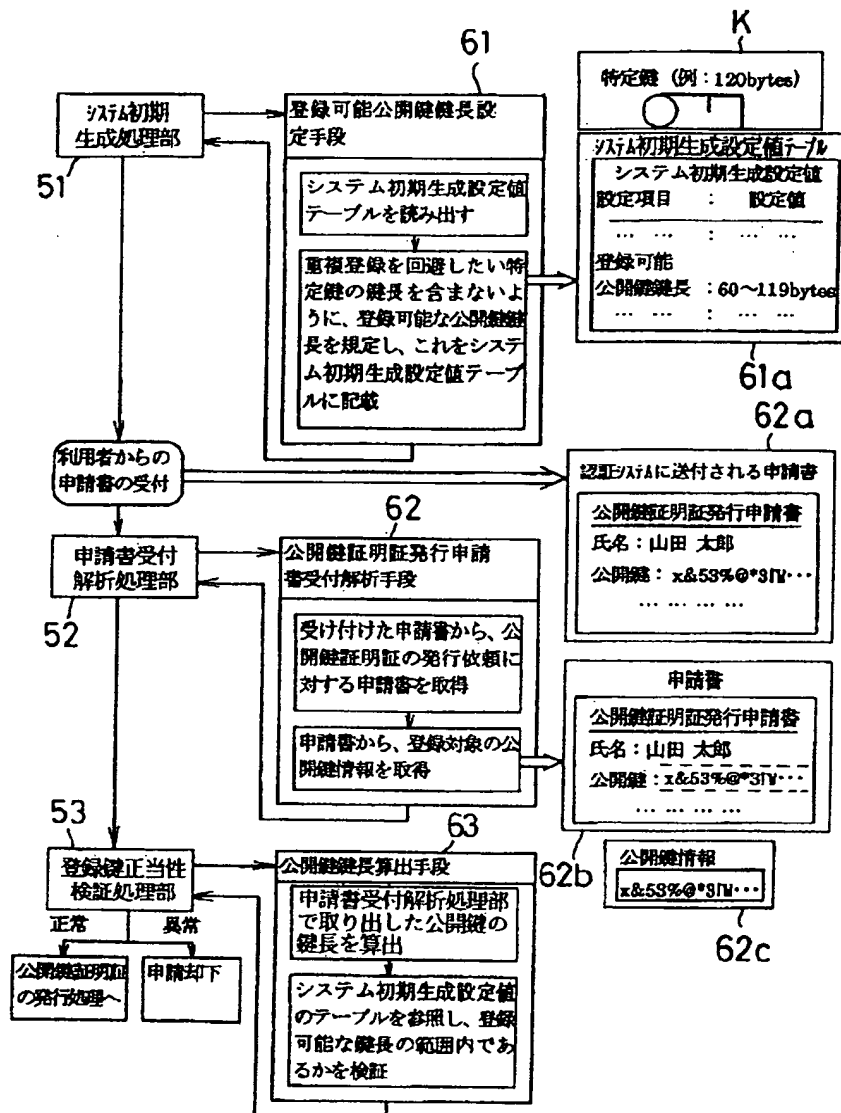 61
K
特定鍵 (例:120bytes)
システム初期
生成処理部
51
登録可能公開鍵鍵長設
定手段
システム初期生成設定値
テーブルを読み出す
重複登録を回避したい特
定鍵の鍵長を含まないよ
うに、登録可能な公開鍵鍵
長を規定し、これをシステ
ム初期生成設定値テーブ
ルに記載
システム初期生成設定値テーブル
システム初期生成設定値
設定項目 : 設定値
… … : … …
登録可能
公開鍵鍵長 :60~119bytes
… … : … …
61a
利用者からの
申請書の受付
62a
認証システムに送付される申請書
公開鍵証明証発行申請書
氏名:山田 太郎
公開鍵: x&53%@*3｢W・・・
… … … …
申請書受付
解析処理部
52
62
公開鍵証明証発行申請
書受付解析手段
受け付けた申請書から、公
開鍵証明証の発行依頼に
対する申請書を取得
申請書から、登録対象の公
開鍵情報を取得
申請書
公開鍵証明証発行申請書
氏名:山田 太郎
公開鍵:x&53%@*3｢W・・・
… … … …
62b
公開鍵情報
x&53%@*3｢W・・・
62c
53
登録鍵正当性
検証処理部
正常
異常
公開鍵証明証
の発行処理へ
申請却下
63
公開鍵鍵長算出手段
申請書受付解析処理部
で取り出した公開鍵の
鍵長を算出
システム初期生成設定値
のテーブルを参照し、登録
可能な鍵長の範囲内であ
るかを検証